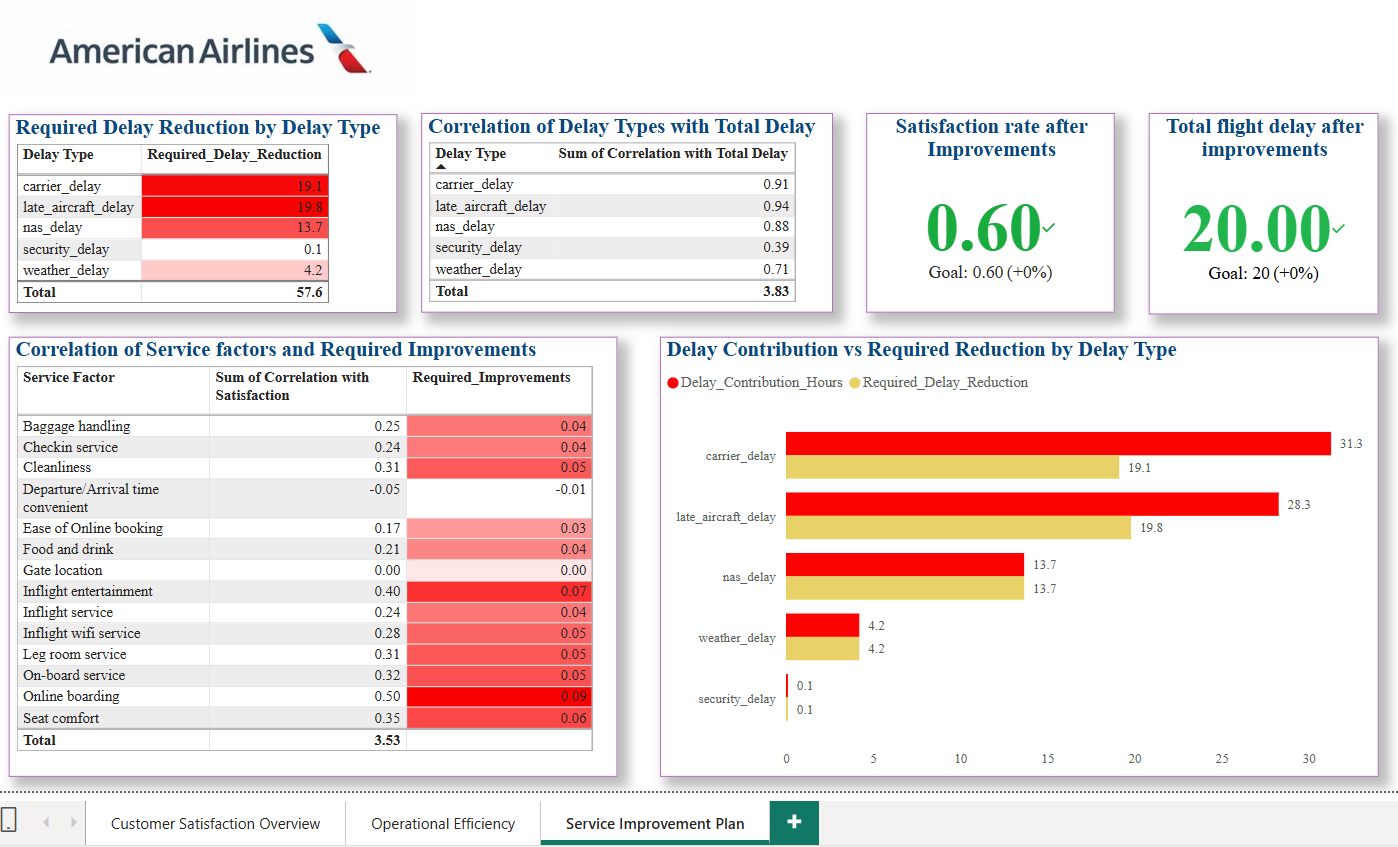 American Airlines
Required Delay Reduction by Delay Type
Delay Type Required_Delay_Reduction
carrier_delay 19.1
late_aircraft_delay 19.8
nas_delay 13.7
security_delay 0.1
weather_delay 4.2
Total 57.6
Correlation of Delay Types with Total Delay
Delay Type Sum of Correlation with Total Delay
carrier_delay 0.91
late_aircraft_delay 0.94
nas_delay 0.88
security_delay 0.39
weather_delay 0.71
Total 3.83
Satisfaction rate after
Improvements
0.60
Goal: 0.60 (+0%)
Total flight delay after
improvements
20.00
Goal: 20 (+0%)
Correlation of Service factors and Required Improvements
Service Factor Sum of Correlation with Required_Improvements
Satisfaction
Baggage handling 0.25 0.04
Checkin service 0.24 0.04
Cleanliness 0.31 0.05
Departure/Arrival time -0.05 -0.01
convenient
Ease of Online booking 0.17 0.03
Food and drink 0.21 0.04
Gate location 0.00 0.00
Inflight entertainment 0.40 0.07
Inflight service 0.24 0.04
Inflight wifi service 0.28 0.05
Leg room service 0.31 0.05
On-board service 0.32 0.05
Online boarding 0.50 0.09
Seat comfort 0.35 0.06
Total 3.53
Delay Contribution vs Required Reduction by Delay Type
Delay_Contribution_Hours Required_Delay_Reduction
carrier_delay 31.3
19.1
late_aircraft_delay 28.3
19.8
nas_delay 13.7
13.7
weather_delay 4.2
4.2
security_delay 0.1
0.1
0 5 10 15 20 25 30
Customer Satisfaction Overview Operational Efficiency Service Improvement Plan +